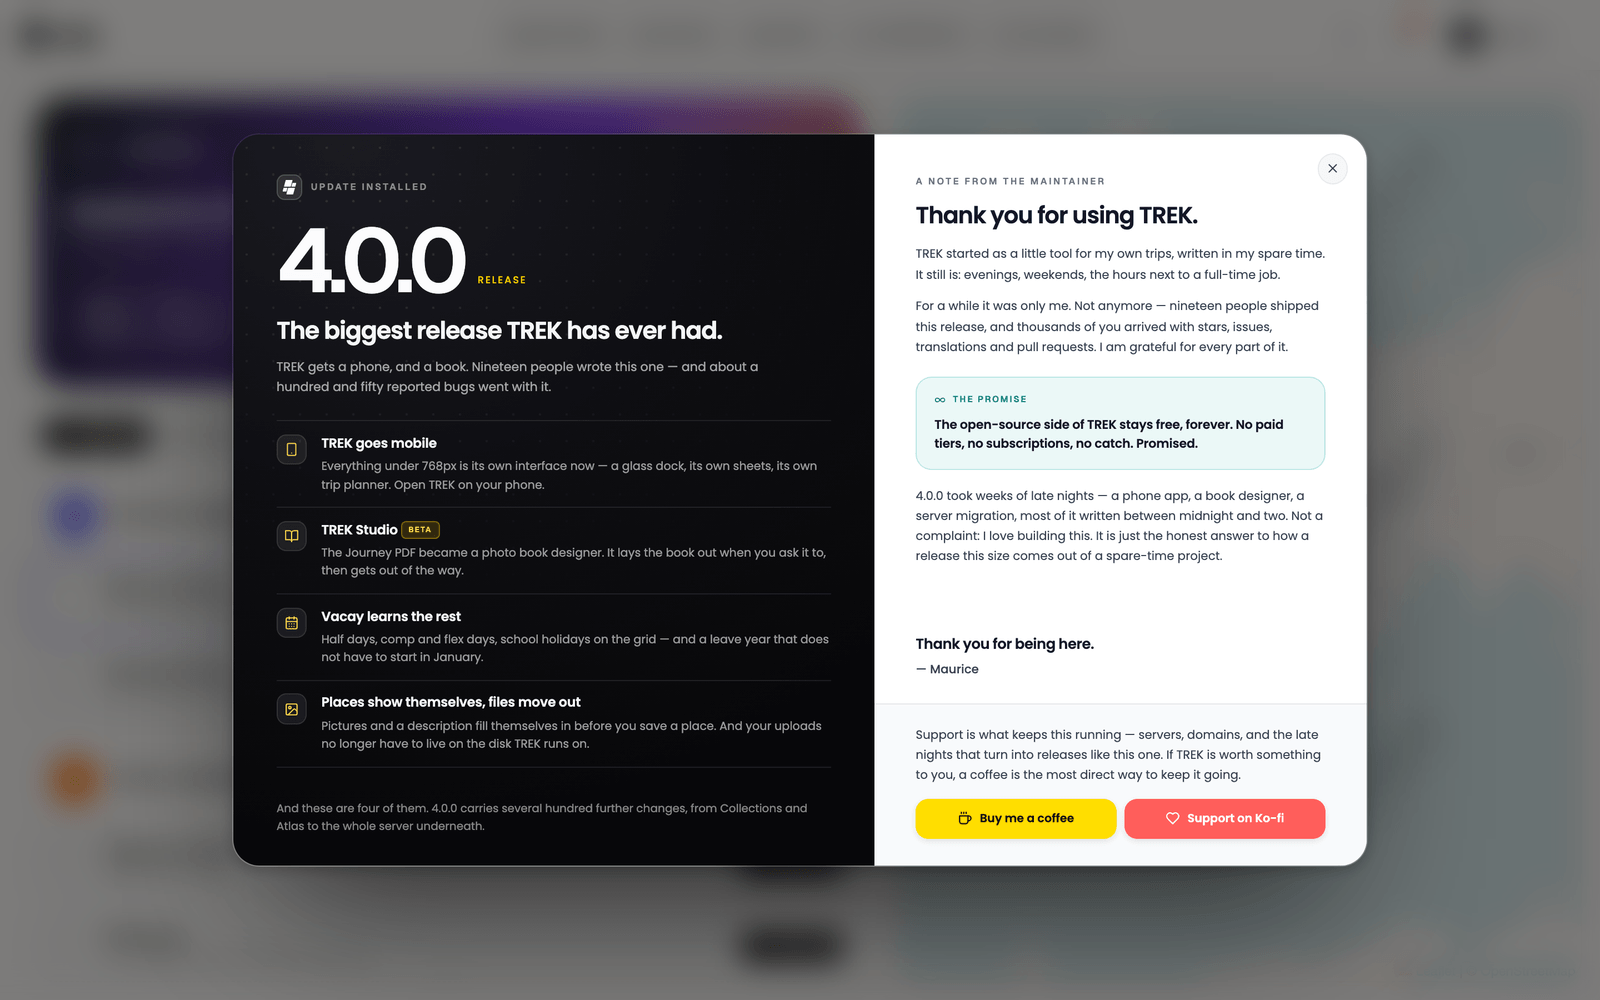 UPDATE INSTALLED
4.0.0 RELEASE
The biggest release TREK has ever had.
TREK gets a phone, and a book. Nineteen people wrote this one — and about a
hundred and fifty reported bugs went with it.
TREK goes mobile
Everything under 768px is its own interface now — a glass dock, its own sheets, its own
trip planner. Open TREK on your phone.
TREK Studio BETA
The Journey PDF became a photo book designer. It lays the book out when you ask it to,
then gets out of the way.
Vacay learns the rest
Half days, comp and flex days, school holidays on the grid — and a leave year that does
not have to start in January.
Places show themselves, files move out
Pictures and a description fill themselves in before you save a place. And your uploads
no longer have to live on the disk TREK runs on.
And these are four of them. 4.0.0 carries several hundred further changes, from Collections and
Atlas to the whole server underneath.
A NOTE FROM THE MAINTAINER
Thank you for using TREK.
TREK started as a little tool for my own trips, written in my spare time.
It still is: evenings, weekends, the hours next to a full-time job.
For a while it was only me. Not anymore — nineteen people shipped
this release, and thousands of you arrived with stars, issues,
translations and pull requests. I am grateful for every part of it.
THE PROMISE
The open-source side of TREK stays free, forever. No paid
tiers, no subscriptions, no catch. Promised.
4.0.0 took weeks of late nights — a phone app, a book designer, a
server migration, most of it written between midnight and two. Not a
complaint: I love building this. It is just the honest answer to how a
release this size comes out of a spare-time project.
Thank you for being here.
— Maurice
Support is what keeps this running — servers, domains, and the late
nights that turn into releases like this one. If TREK is worth something
to you, a coffee is the most direct way to keep it going.
Buy me a coffee
Support on Ko-fi